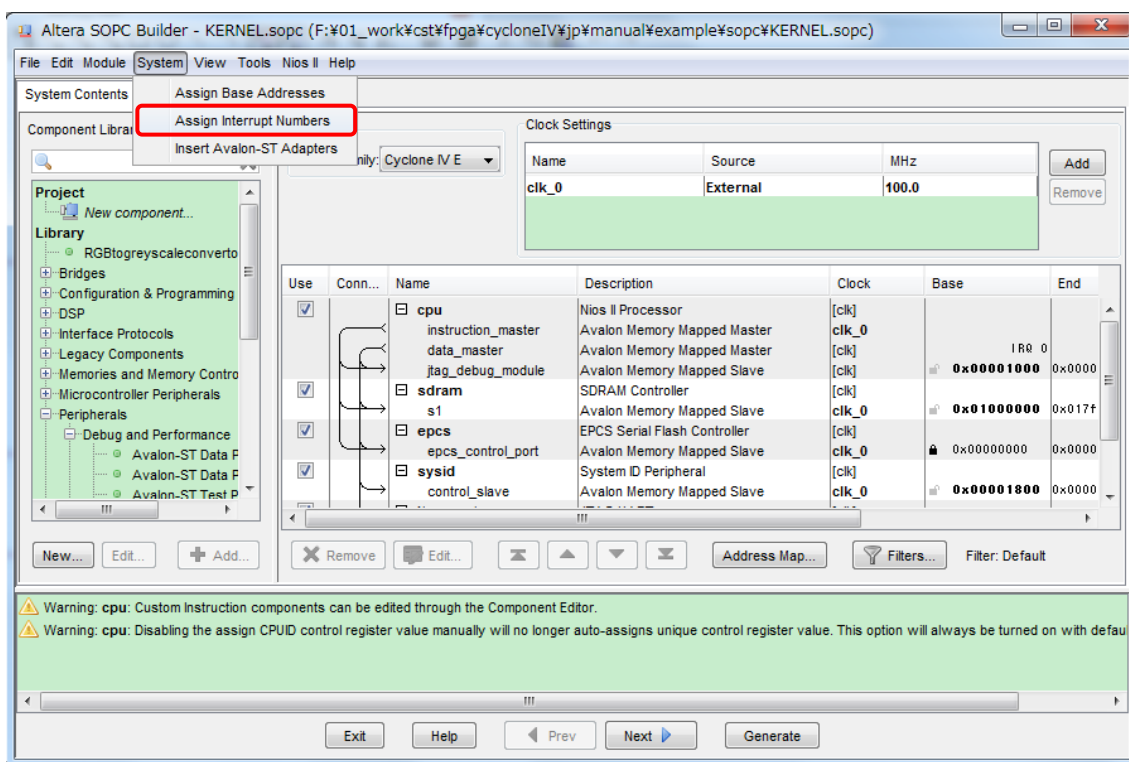 Altera SOPC Builder - KERNEL.sopc (F:¥01_work¥cst¥fpga¥cycloneIV¥jp¥manual¥example¥sopc¥KERNEL.sopc)
File Edit Module System View Tools Nios II Help
System Contents
Assign Base Addresses
Assign Interrupt Numbers
Insert Avalon-ST Adapters
Component Librar
Cyclone IV E
Clock Settings
Name Source MHz
clk_0 External 100.0
Add
Remove
Project
New component...
Library
RGBtogreyscaleconverto
Bridges
Configuration & Programming
DSP
Interface Protocols
Legacy Components
Memories and Memory Contro
Microcontroller Peripherals
Peripherals
Debug and Performance
Avalon-ST Data P
Avalon-ST Data F
Avalon-ST Test P
Use Conn... Name Description Clock Base End
cpu Nios II Processor [clk]
instruction_master Avalon Memory Mapped Master clk_0
data_master Avalon Memory Mapped Master [clk] IRQ 0
jtag_debug_module Avalon Memory Mapped Slave [clk] 0x00001000 0x0000
sdram SDRAM Controller [clk]
s1 Avalon Memory Mapped Slave clk_0 0x01000000 0x017f
epcs EPCS Serial Flash Controller [clk]
epcs_control_port Avalon Memory Mapped Slave clk_0 0x00000000 0x0000
sysid System ID Peripheral [clk]
control_slave Avalon Memory Mapped Slave clk_0 0x00001800 0x0000
New... Edit... Add...
Remove Edit... Address Map... Filters... Filter: Default
Warning: cpu: Custom Instruction components can be edited through the Component Editor.
Warning: cpu: Disabling the assign CPUID control register value manually will no longer auto-assigns unique control register value. This option will always be turned on with defau
Exit Help Prev Next Generate